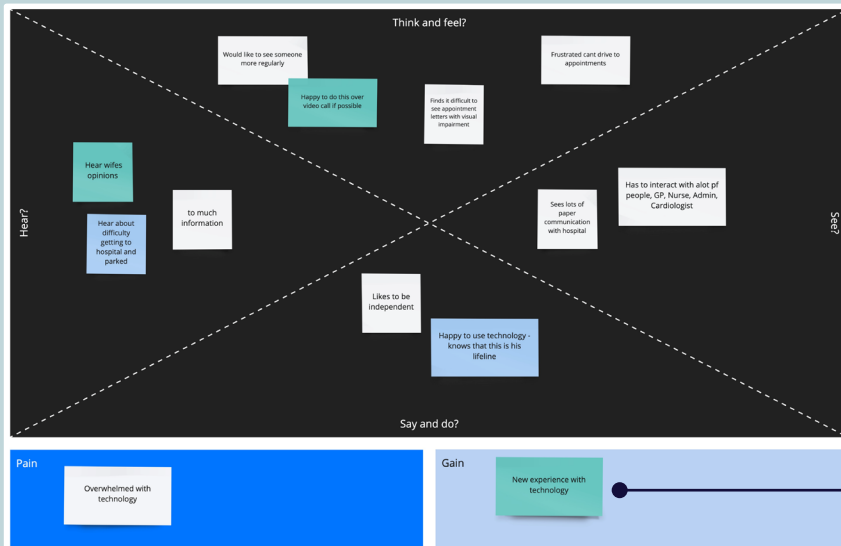 Think and feel?
Would like to see someone
more regularly
Happy to do this over
video call if possible
Finds it difficult to
see appointment
letters with visual
impairment
Frustrated cant drive to
appointments
Hear?
Hear wifes
opinions
Hear about
difficulty
getting to
hospital and
parked
to much
information
Sees lots of
paper
communication
with hospital
Has to interact with alot pf
people, GP, Nurse, Admin,
Cardiologist
See?
Likes to be
independent
Happy to use technology -
knows that this is his
lifeline
Say and do?
Pain
Overwhelmed with
technology
Gain
New experience with
technology